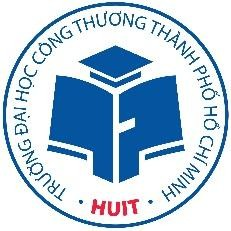 TRƯỜNG ĐẠI HỌC CÔNG THƯƠNG THÀNH PHỐ HỒ CHÍ MINH
· HUIT ·